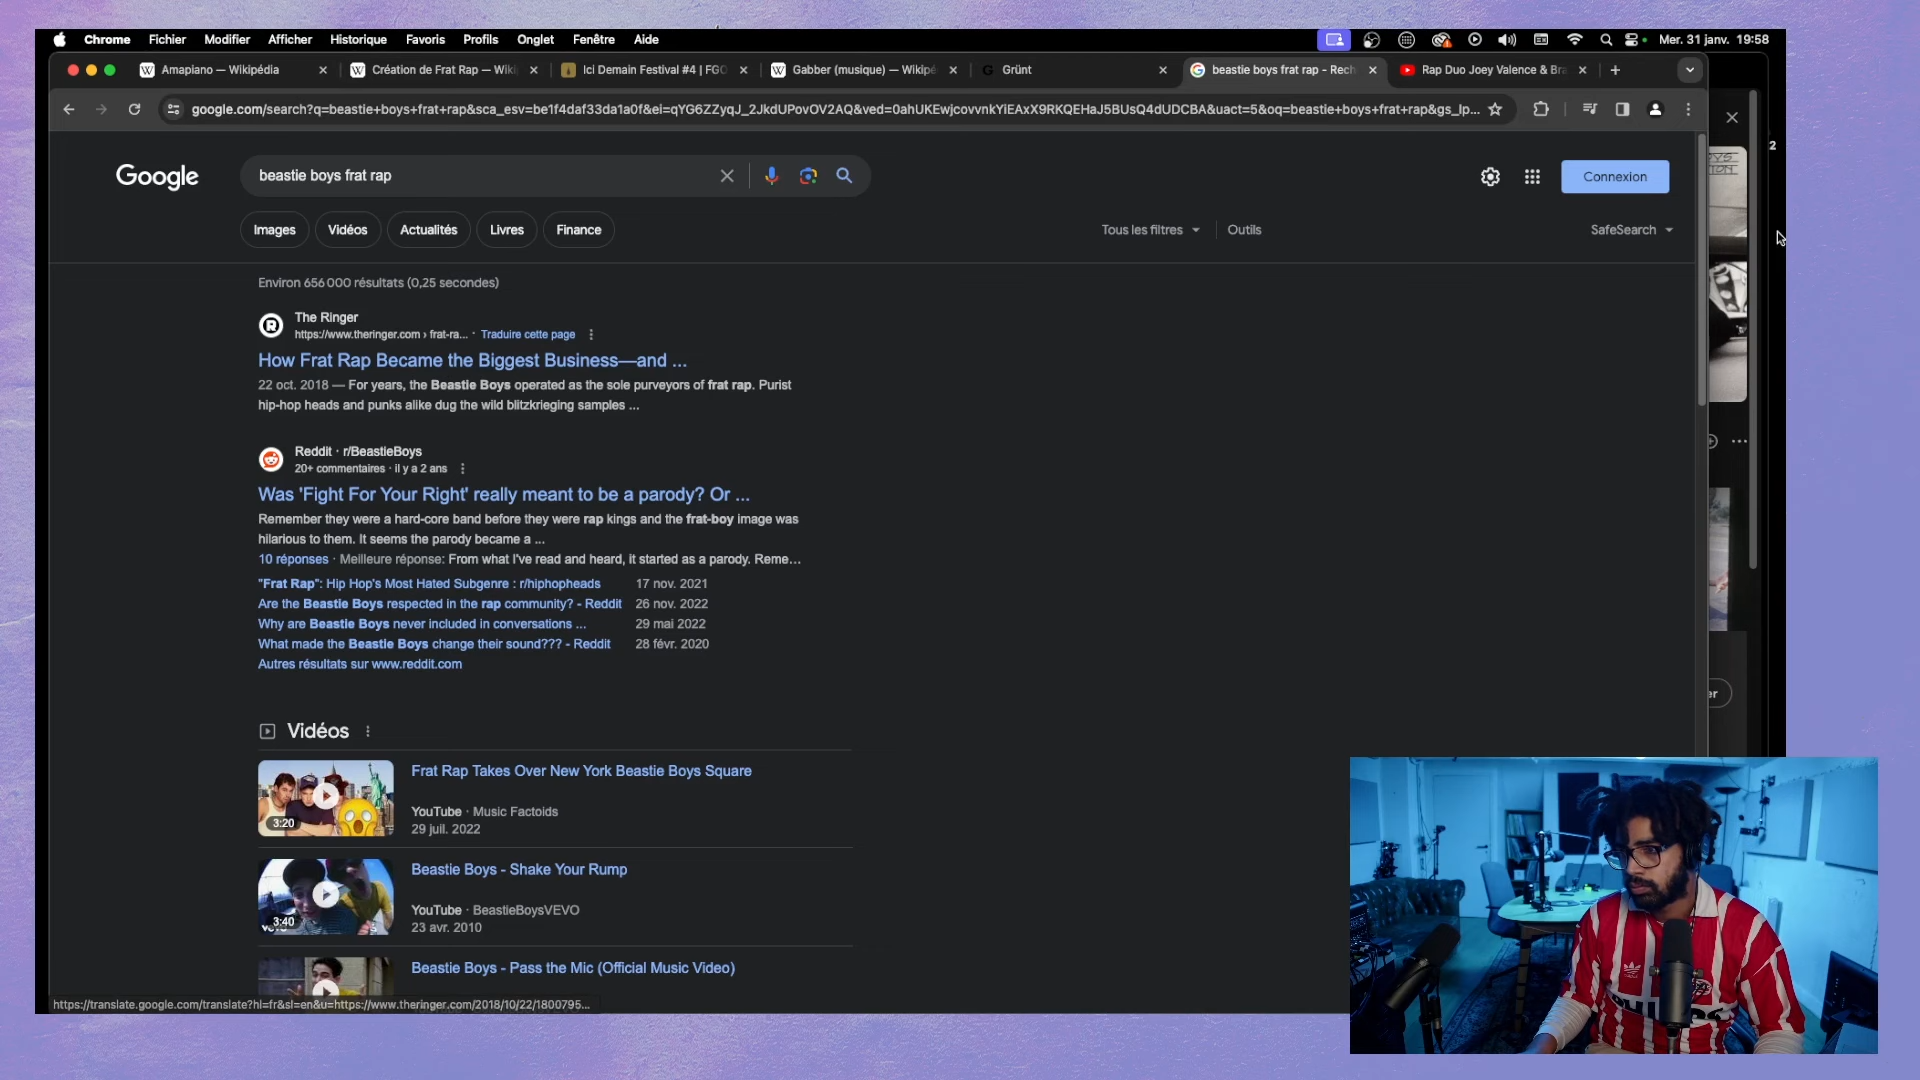 Chrome Fichier Modifier Afficher Historique Favoris Profils Onglet Fenêtre Aide Mer. 31 janv. 19:58
Amapiano — Wikipédia
Création de Frat Rap — Wiki
Ici Demain Festival #4 | FGO
Gabber (musique) — Wikipé
Grünt
beastie boys frat rap - Rech
Rap Duo Joey Valence & Bra
google.com/search?q=beastie+boys+frat+rap&sca_esv=be1f4daf33da1a0f&ei=qYG6ZZyqJ_2JkdUPovOV2AQ&ved=0ahUKEwjcovvnkYiEAxX9RKQEHaJ5BUsQ4dUDCBA&uact=5&oq=beastie+boys+frat+rap&gs_lp...
2
Google
beastie boys frat rap
Connexion
Images Vidéos Actualités Livres Finance
Tous les filtres Outils SafeSearch
Environ 656 000 résultats (0,25 secondes)
The Ringer
https://www.theringer.com › frat-ra... · Traduire cette page
How Frat Rap Became the Biggest Business—and ...
22 oct. 2018 — For years, the Beastie Boys operated as the sole purveyors of frat rap. Purist
hip-hop heads and punks alike dug the wild blitzkrieging samples ...
Reddit · r/BeastieBoys
20+ commentaires · il y a 2 ans
Was 'Fight For Your Right' really meant to be a parody? Or ...
Remember they were a hard-core band before they were rap kings and the frat-boy image was
hilarious to them. It seems the parody became a ...
10 réponses · Meilleure réponse: From what I've read and heard, it started as a parody. Reme...
"Frat Rap": Hip Hop's Most Hated Subgenre : r/hiphopheads 17 nov. 2021
Are the Beastie Boys respected in the rap community? - Reddit 26 nov. 2022
Why are Beastie Boys never included in conversations ... 29 mai 2022
What made the Beastie Boys change their sound??? - Reddit 28 févr. 2020
Autres résultats sur www.reddit.com
er
Vidéos
Frat Rap Takes Over New York Beastie Boys Square
YouTube · Music Factoids
3:20
29 juil. 2022
Beastie Boys - Shake Your Rump
YouTube · BeastieBoysVEVO
3:40
23 avr. 2010
Beastie Boys - Pass the Mic (Official Music Video)
https://translate.google.com/translate?hl=fr&sl=en&u=https://www.theringer.com/2018/10/22/1800795...